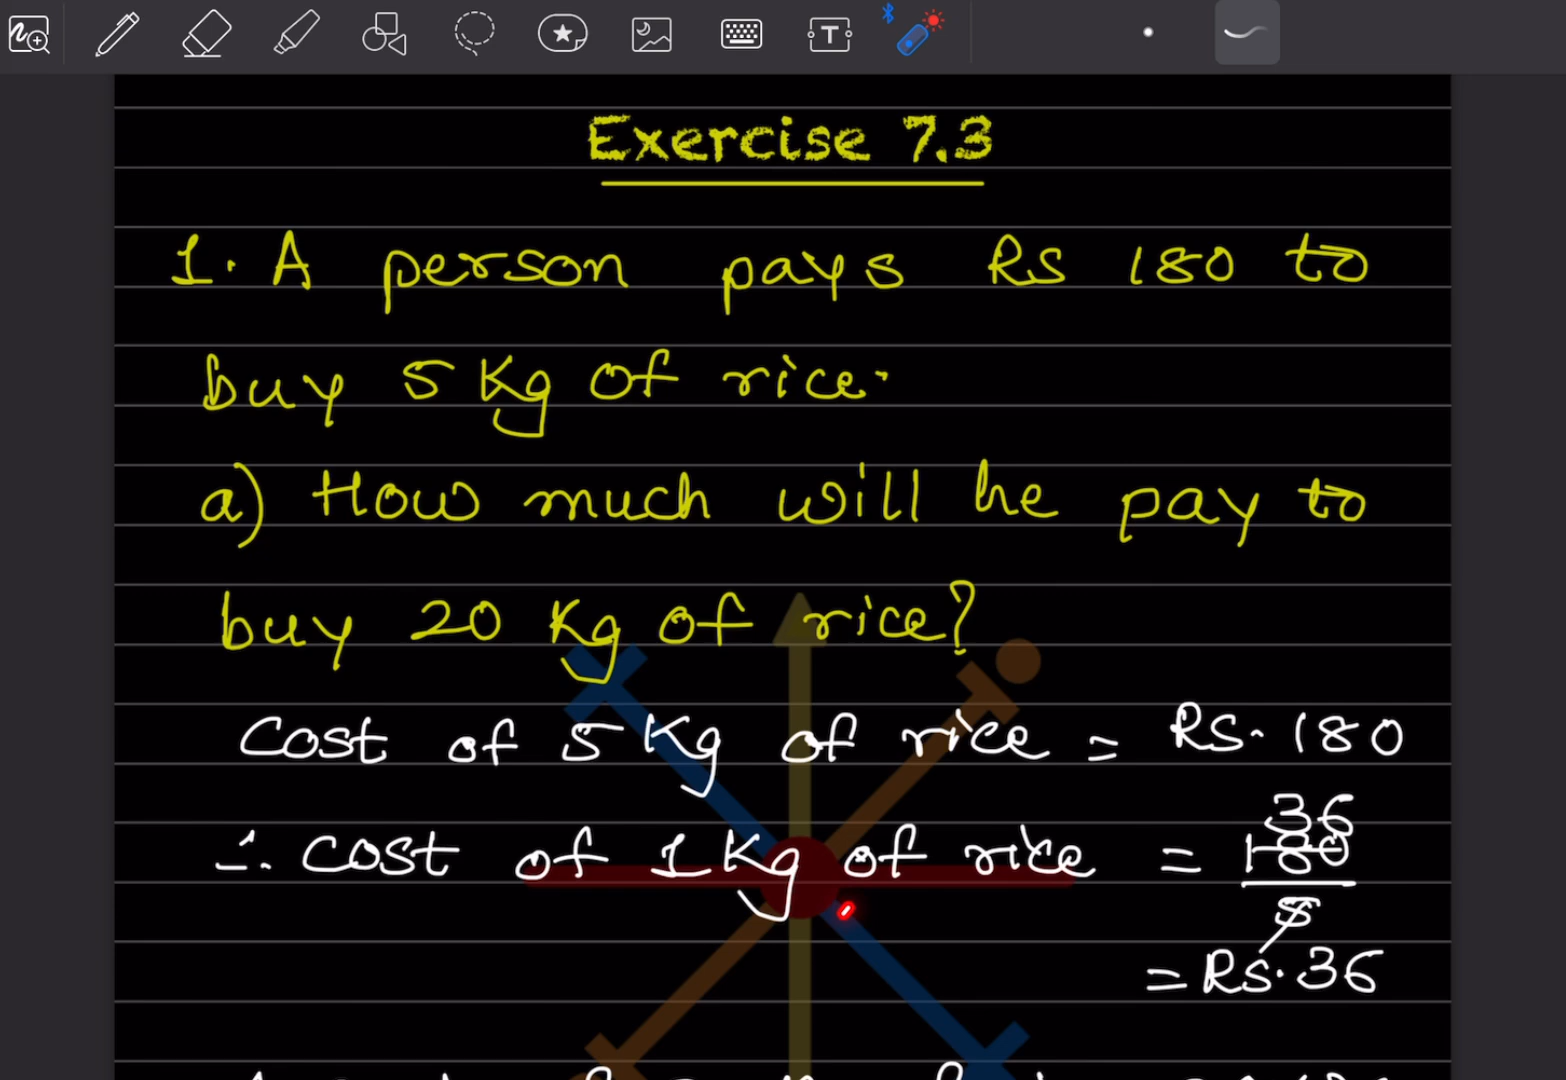 Exercise 7.3
1. A person pays Rs 180 to
buy 5 Kg of rice.
a) How much will he pay to
buy 20 Kg of rice?
Cost of 5 Kg of rice = RS. 180
∴ cost of 1 Kg of rice = 180/5 36
= RS. 36